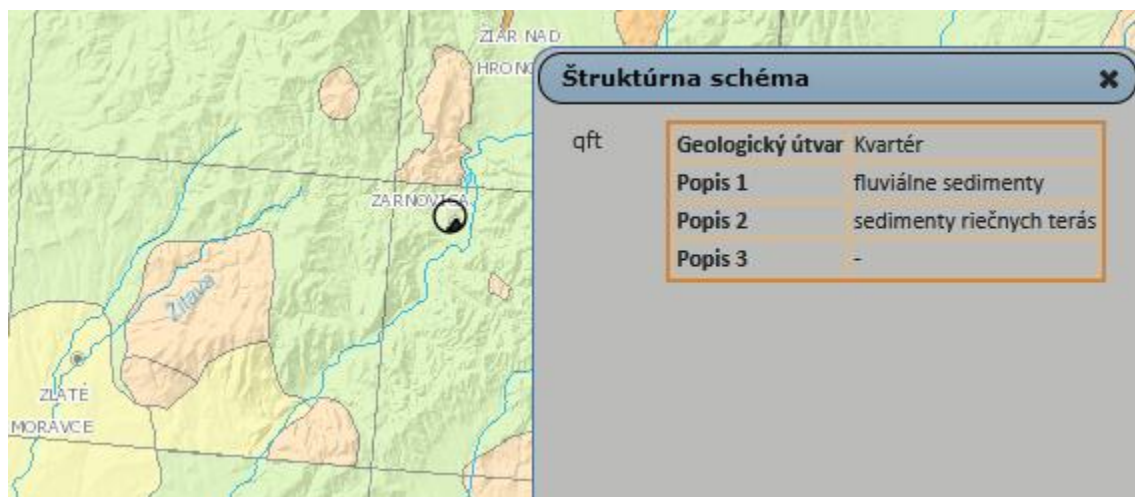 ŽIAR NAD
HRONO
ŽARNOVICA
Žitava
ZLATÉ
MORAVCE
Štruktúrna schéma
qft
Geologický útvar Kvartér
Popis 1 fluviálne sedimenty
Popis 2 sedimenty riečnych terás
Popis 3 -